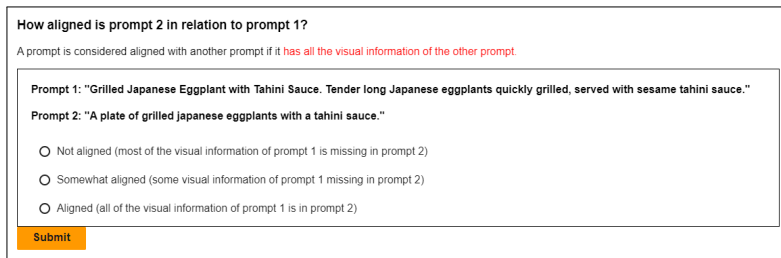 How aligned is prompt 2 in relation to prompt 1?
A prompt is considered aligned with another prompt if it has all the visual information of the other prompt.
Prompt 1: "Grilled Japanese Eggplant with Tahini Sauce. Tender long Japanese eggplants quickly grilled, served with sesame tahini sauce."
Prompt 2: "A plate of grilled japanese eggplants with a tahini sauce."
Not aligned (most of the visual information of prompt 1 is missing in prompt 2)
Somewhat aligned (some visual information of prompt 1 missing in prompt 2)
Aligned (all of the visual information of prompt 1 is in prompt 2)
Submit